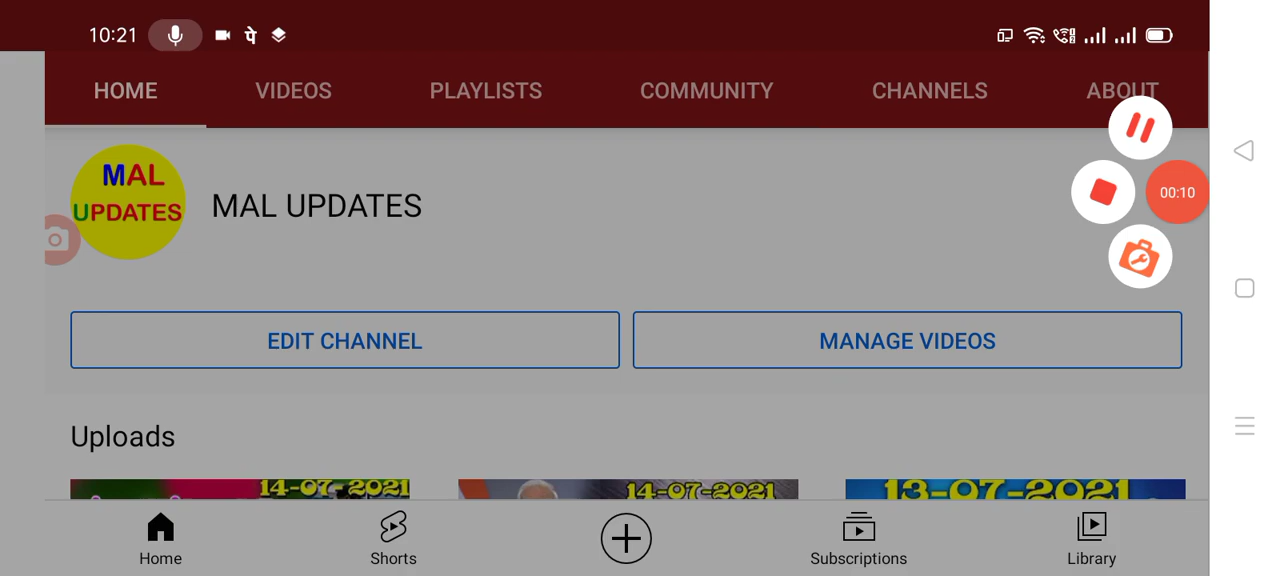 10:21
HOME VIDEOS PLAYLISTS COMMUNITY CHANNELS ABOUT
MAL
UPDATES
MAL UPDATES
00:10
EDIT CHANNEL MANAGE VIDEOS
Uploads
14-07-2021 14-07-2021 13-07-2021
Home Shorts Subscriptions Library